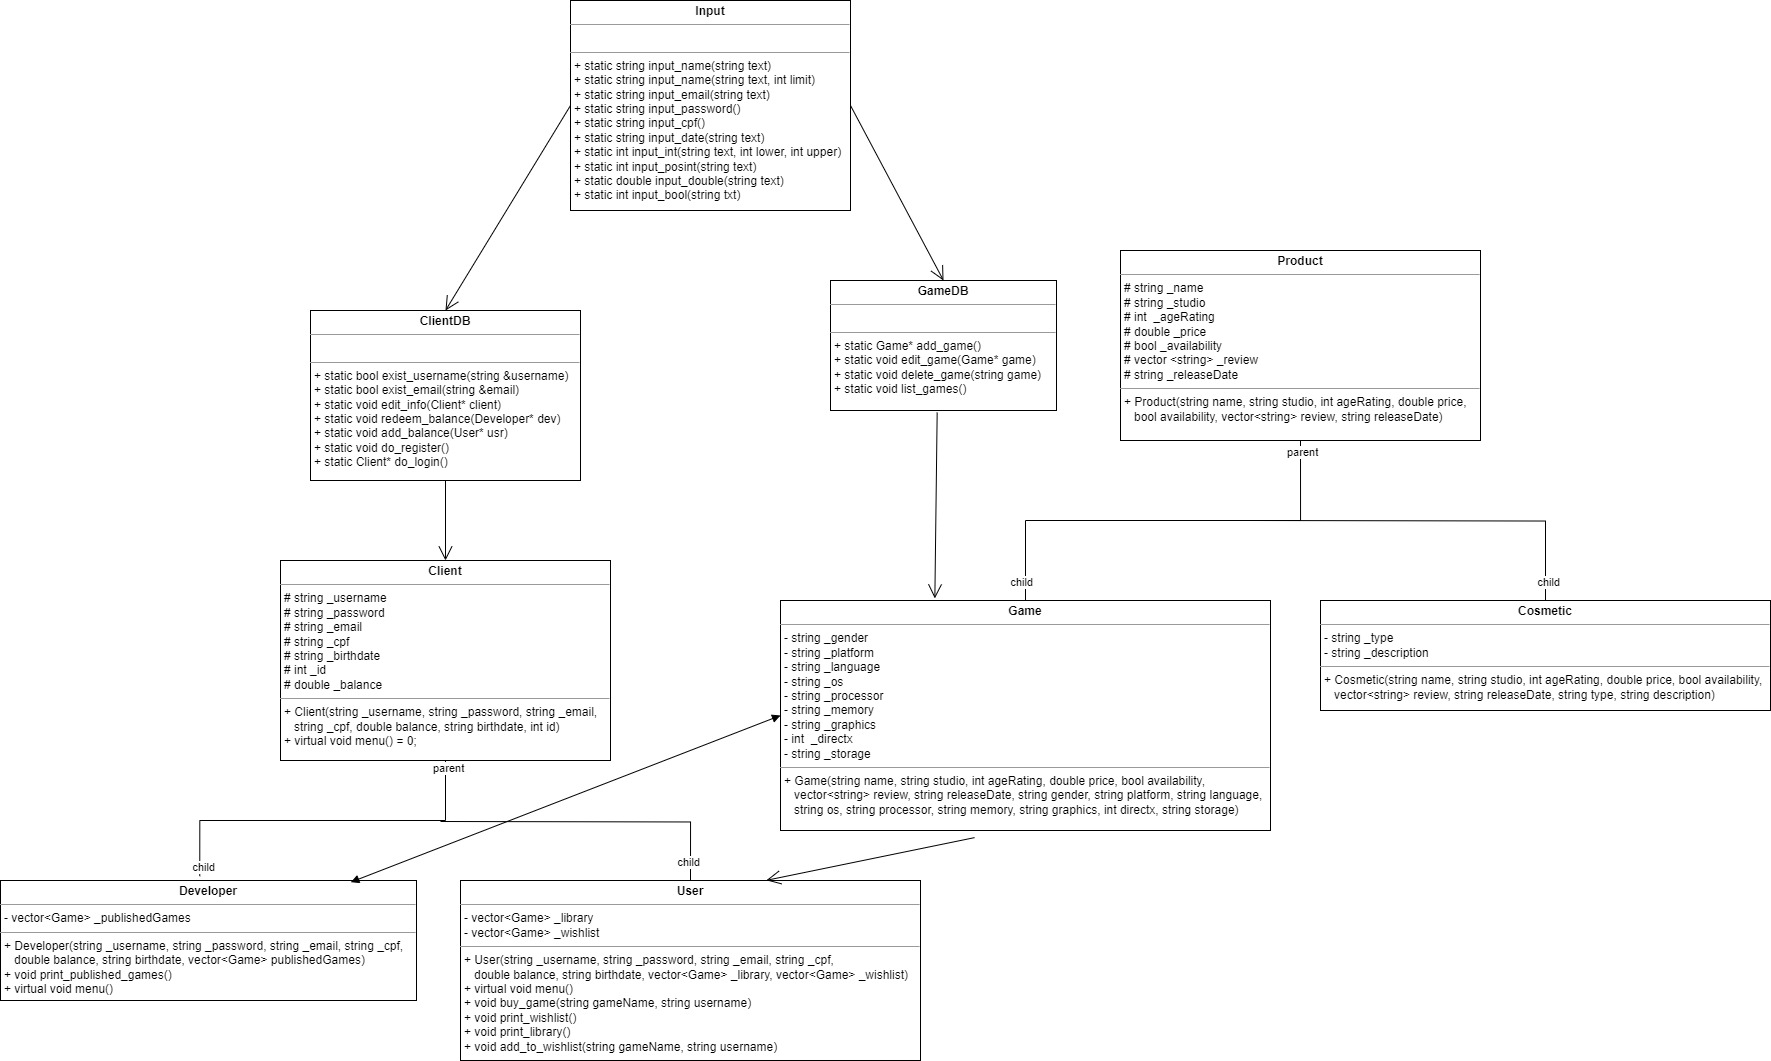 Input
+ static string input_name(string text)
+ static string input_name(string text, int limit)
+ static string input_email(string text)
+ static string input_password()
+ static string input_cpf()
+ static string input_date(string text)
+ static int input_int(string text, int lower, int upper)
+ static int input_posint(string text)
+ static double input_double(string text)
+ static int input_bool(string txt)
ClientDB
+ static bool exist_username(string &username)
+ static bool exist_email(string &email)
+ static void edit_info(Client* client)
+ static void redeem_balance(Developer* dev)
+ static void add_balance(User* usr)
+ static void do_register()
+ static Client* do_login()
GameDB
+ static Game* add_game()
+ static void edit_game(Game* game)
+ static void delete_game(string game)
+ static void list_games()
Product
# string _name
# string _studio
# int  _ageRating
# double _price
# bool _availability
# vector <string> _review
# string _releaseDate
+ Product(string name, string studio, int ageRating, double price,
bool availability, vector<string> review, string releaseDate)
parent
child
child
Client
# string _username
# string _password
# string _email
# string _cpf
# string _birthdate
# int _id
# double _balance
+ Client(string _username, string _password, string _email,
string _cpf, double balance, string birthdate, int id)
+ virtual void menu() = 0;
parent
child
child
Game
- string _gender
- string _platform
- string _language
- string _os
- string _processor
- string _memory
- string _graphics
- int  _directx
- string _storage
+ Game(string name, string studio, int ageRating, double price, bool availability,
vector<string> review, string releaseDate, string gender, string platform, string language,
string os, string processor, string memory, string graphics, int directx, string storage)
Cosmetic
- string _type
- string _description
+ Cosmetic(string name, string studio, int ageRating, double price, bool availability,
vector<string> review, string releaseDate, string type, string description)
Developer
- vector<Game> _publishedGames
+ Developer(string _username, string _password, string _email, string _cpf,
double balance, string birthdate, vector<Game> publishedGames)
+ void print_published_games()
+ virtual void menu()
User
- vector<Game> _library
- vector<Game> _wishlist
+ User(string _username, string _password, string _email, string _cpf,
double balance, string birthdate, vector<Game> _library, vector<Game> _wishlist)
+ virtual void menu()
+ void buy_game(string gameName, string username)
+ void print_wishlist()
+ void print_library()
+ void add_to_wishlist(string gameName, string username)